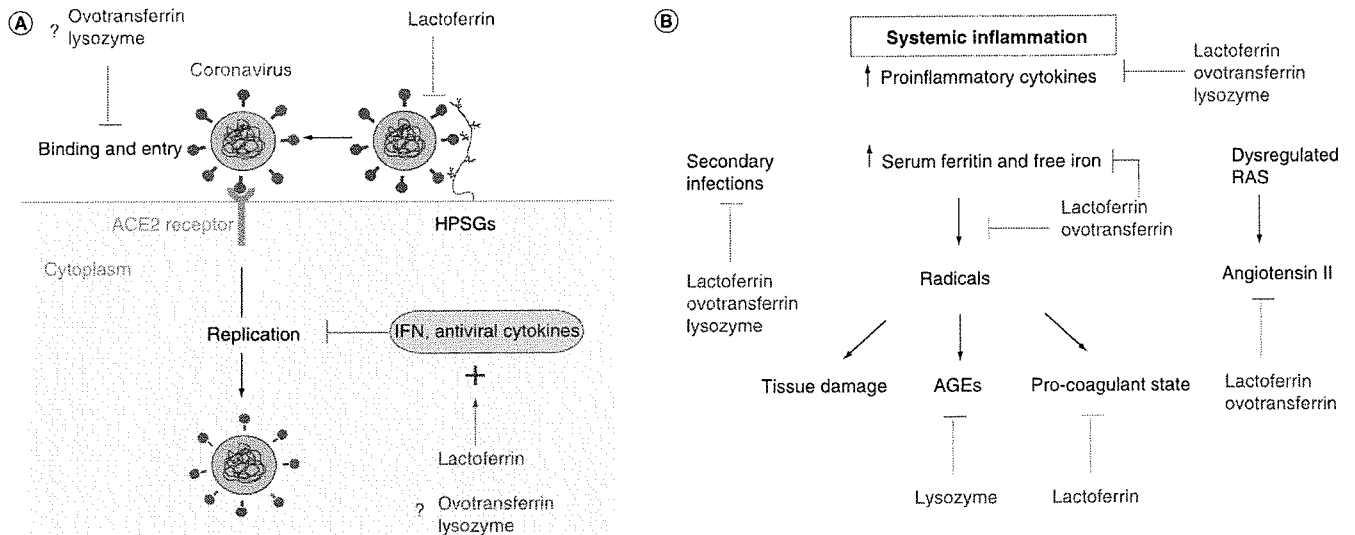 A
? Ovotransferrin
lysozyme
Lactoferrin
Coronavirus
Binding and entry
ACE2 receptor
HPSGs
Cytoplasm
Replication
IFN, antiviral cytokines
+
Lactoferrin
? Ovotransferrin
lysozyme
B
Systemic inflammation
Proinflammatory cytokines
Lactoferrin
ovotransferrin
lysozyme
Secondary
infections
Serum ferritin and free iron
Dysregulated
RAS
Lactoferrin
ovotransferrin
Lactoferrin
ovotransferrin
lysozyme
Radicals
Angiotensin II
Tissue damage
AGEs
Pro-coagulant state
Lactoferrin
ovotransferrin
Lysozyme
Lactoferrin